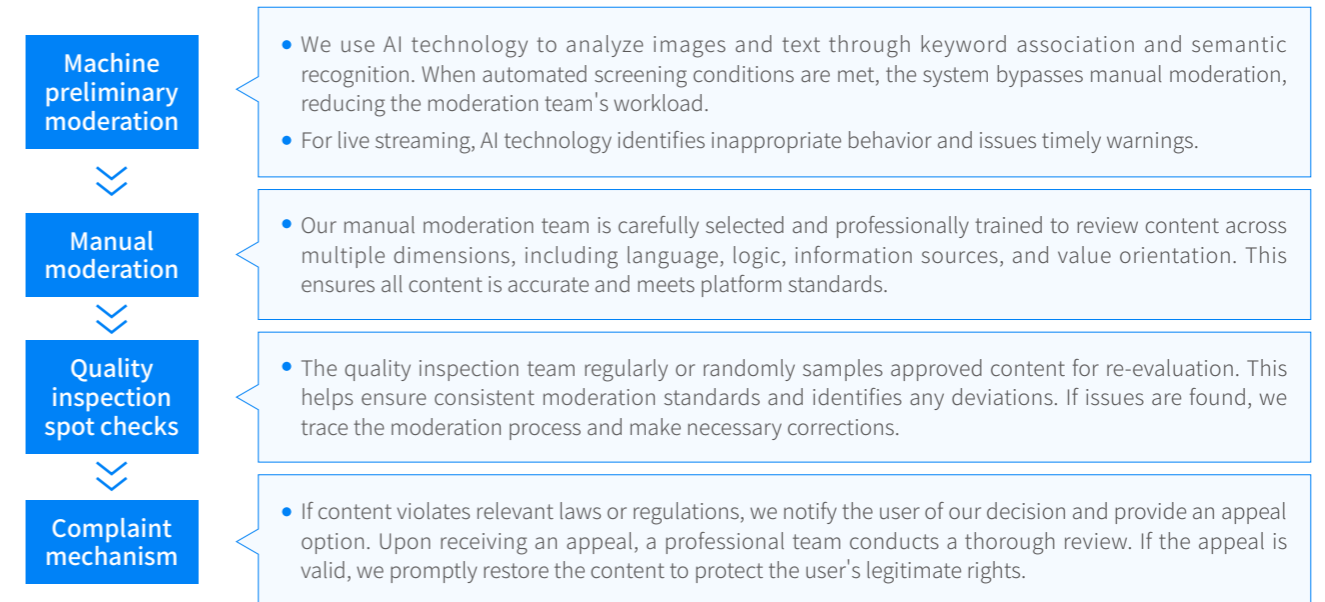 Machine
preliminary
moderation
• We use AI technology to analyze images and text through keyword association and semantic
recognition. When automated screening conditions are met, the system bypasses manual moderation,
reducing the moderation team's workload.
• For live streaming, AI technology identifies inappropriate behavior and issues timely warnings.
Manual
moderation
• Our manual moderation team is carefully selected and professionally trained to review content across
multiple dimensions, including language, logic, information sources, and value orientation. This
ensures all content is accurate and meets platform standards.
Quality
inspection
spot checks
• The quality inspection team regularly or randomly samples approved content for re-evaluation. This
helps ensure consistent moderation standards and identifies any deviations. If issues are found, we
trace the moderation process and make necessary corrections.
Complaint
mechanism
• If content violates relevant laws or regulations, we notify the user of our decision and provide an appeal
option. Upon receiving an appeal, a professional team conducts a thorough review. If the appeal is
valid, we promptly restore the content to protect the user's legitimate rights.